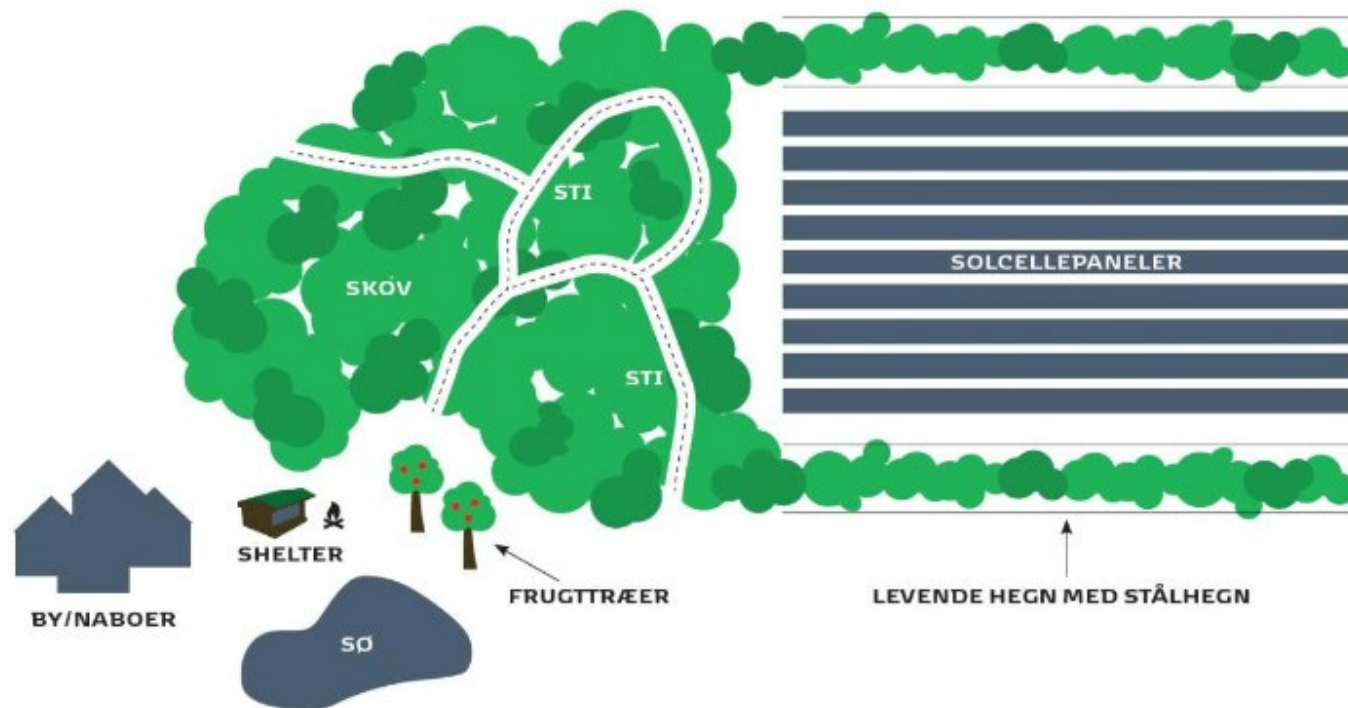 STI
SOLCELLEPANELER
SKOV
STI
SHELTER
FRUGTTRÆER
LEVENDE HEGN MED STÅLHEGN
BY/NABOER
SØ